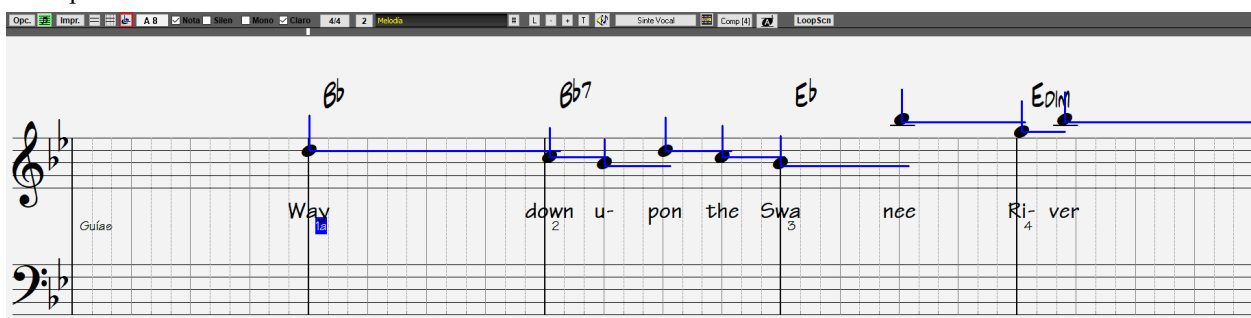 Opc. Impr. A 8 Nota Silen Mono Claro 4/4 2 Melodía # L - + T Sinte Vocal Comp [4] A LoopScn
Bb Bb7 Eb EDIM
Way down u- pon the Swa nee Ri- ver
Guías 1a 2 3 4